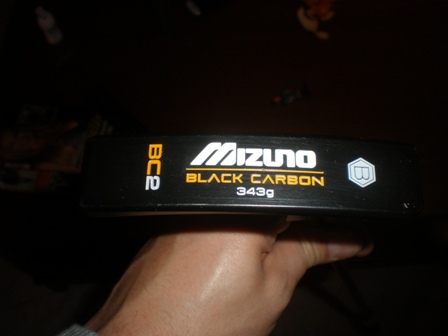 BC2
MIZUNO
BLACK CARBON
343g
B